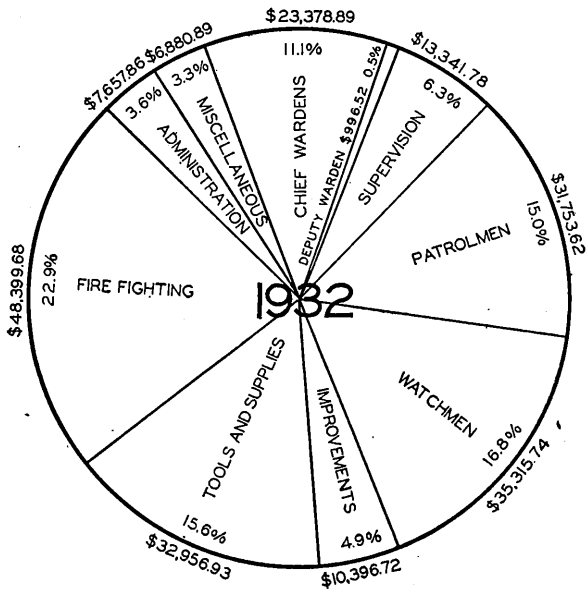 $23,378.89
11.1%
CHIEF WARDENS
DEPUTY WARDEN $996.52 0.5%
$13,341.78
6.3%
SUPERVISION
$31,753.62
15.0%
PATROLMEN
WATCHMEN
16.8%
$35,315.74
IMPROVEMENTS
4.9%
$10,396.72
TOOLS AND SUPPLIES
15.6%
$32,956.93
$48,399.68
22.9%
FIRE FIGHTING
$7,657.86
3.6%
ADMINISTRATION
$6,880.89
3.3%
MISCELLANEOUS
1932